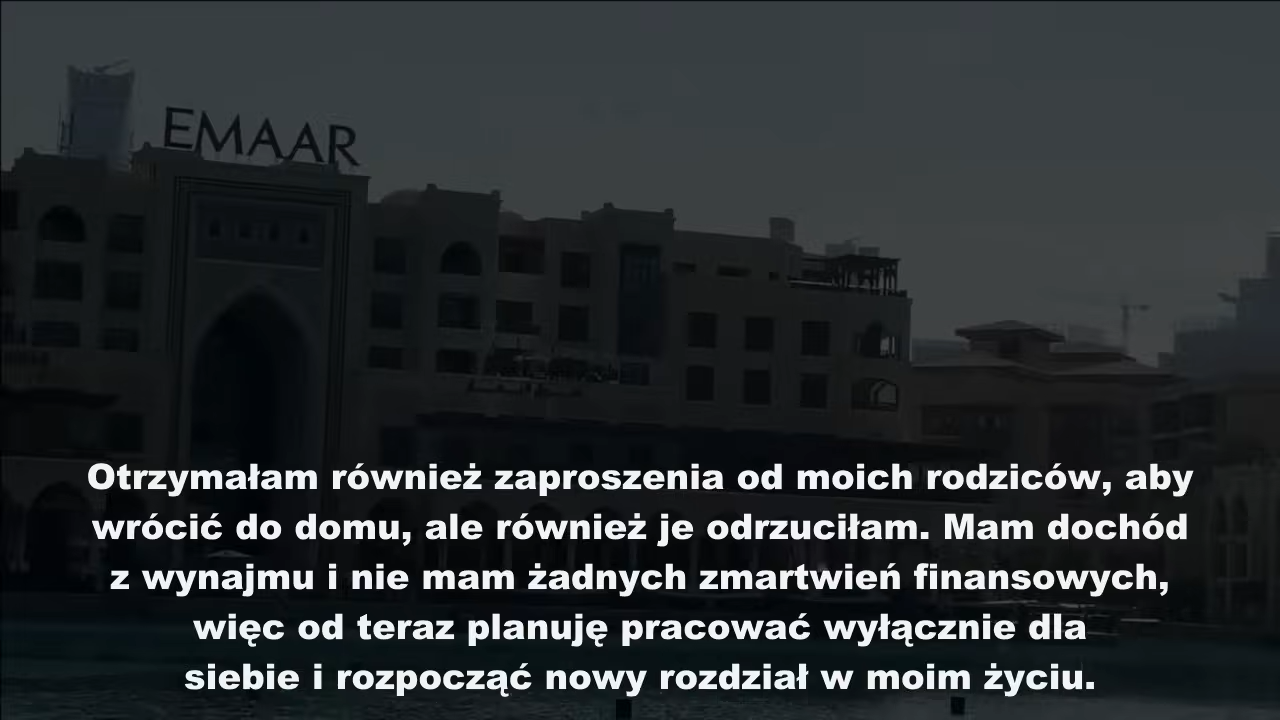 EMAAR
Otrzymałam również zaproszenia od moich rodziców, aby
wrócić do domu, ale również je odrzuciłam. Mam dochód
z wynajmu i nie mam żadnych zmartwień finansowych,
więc od teraz planuję pracować wyłącznie dla
siebie i rozpocząć nowy rozdział w moim życiu.